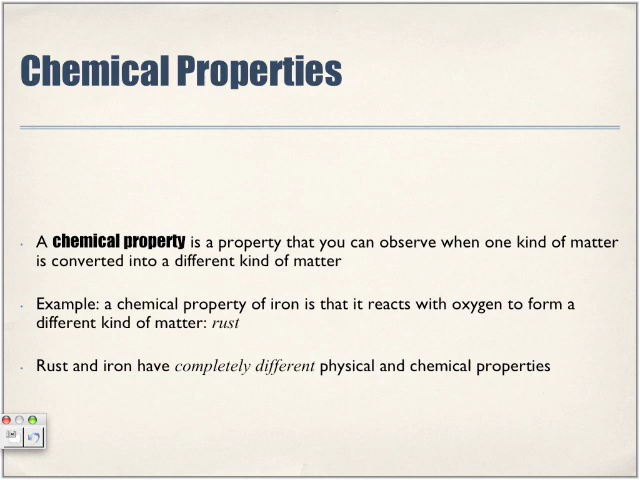 Chemical Properties
A chemical property is a property that you can observe when one kind of matter
is converted into a different kind of matter
Example: a chemical property of iron is that it reacts with oxygen to form a
different kind of matter: rust
Rust and iron have completely different physical and chemical properties